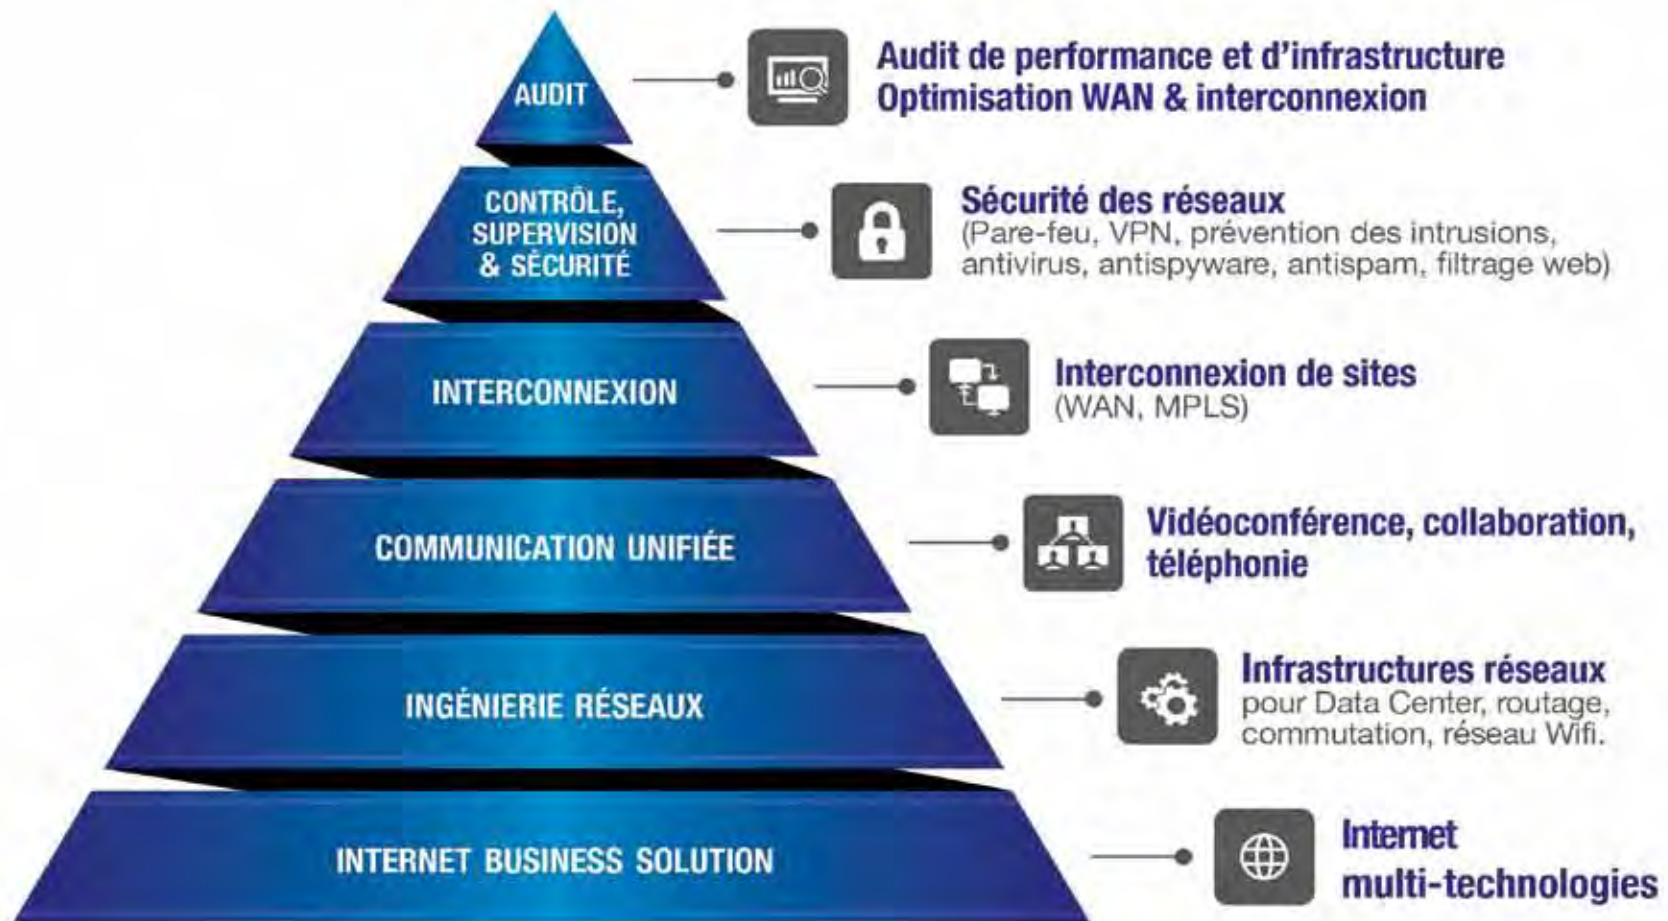 AUDIT
Audit de performance et d'infrastructure
Optimisation WAN & interconnexion
CONTRÔLE,
SUPERVISION
& SÉCURITÉ
Sécurité des réseaux
(Pare-feu, VPN, prévention des intrusions,
antivirus, antispyware, antispam, filtrage web)
INTERCONNEXION
Interconnexion de sites
(WAN, MPLS)
COMMUNICATION UNIFIÉE
Vidéoconférence, collaboration,
téléphonie
INGÉNIERIE RÉSEAUX
Infrastructures réseaux
pour Data Center, routage,
commutation, réseau Wifi.
INTERNET BUSINESS SOLUTION
Internet
multi-technologies